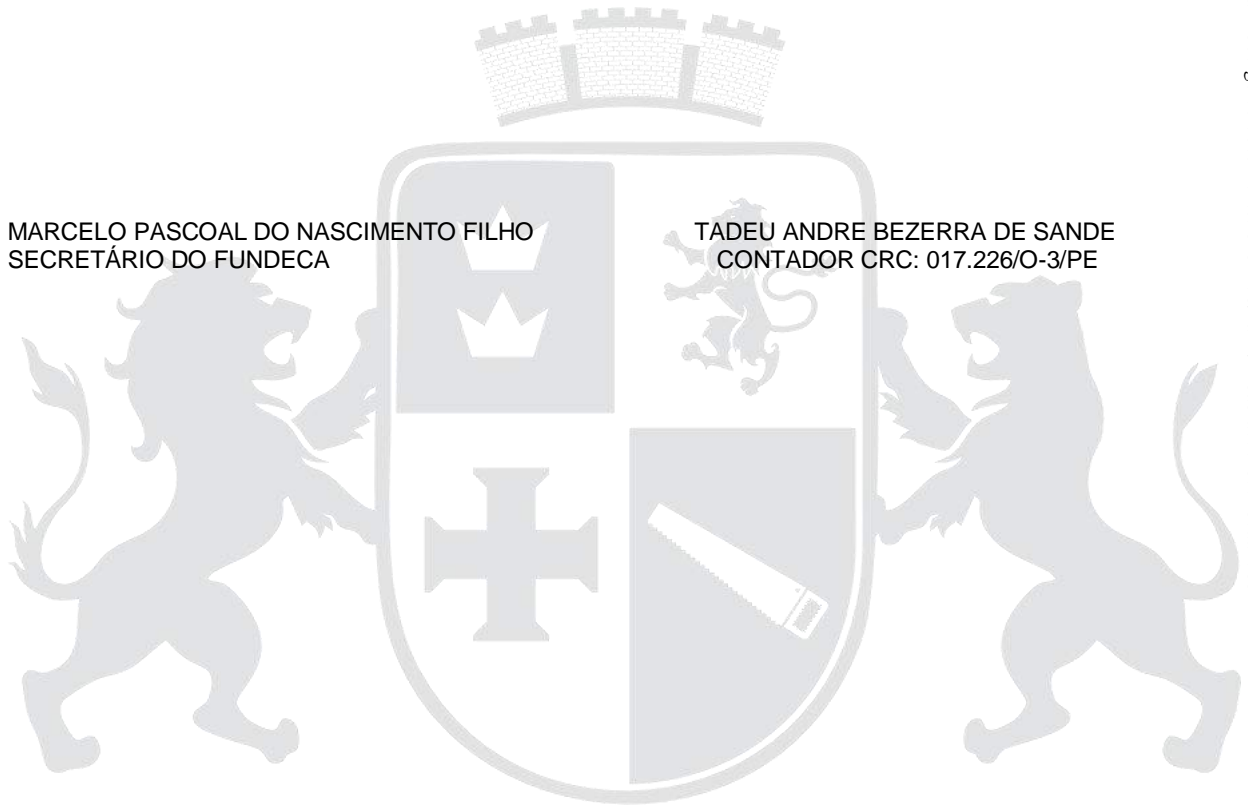 MARCELO PASCOAL DO NASCIMENTO FILHO
SECRETÁRIO DO FUNDECA
TADEU ANDRE BEZERRA DE SANDE
CONTADOR CRC: 017.226/O-3/PE